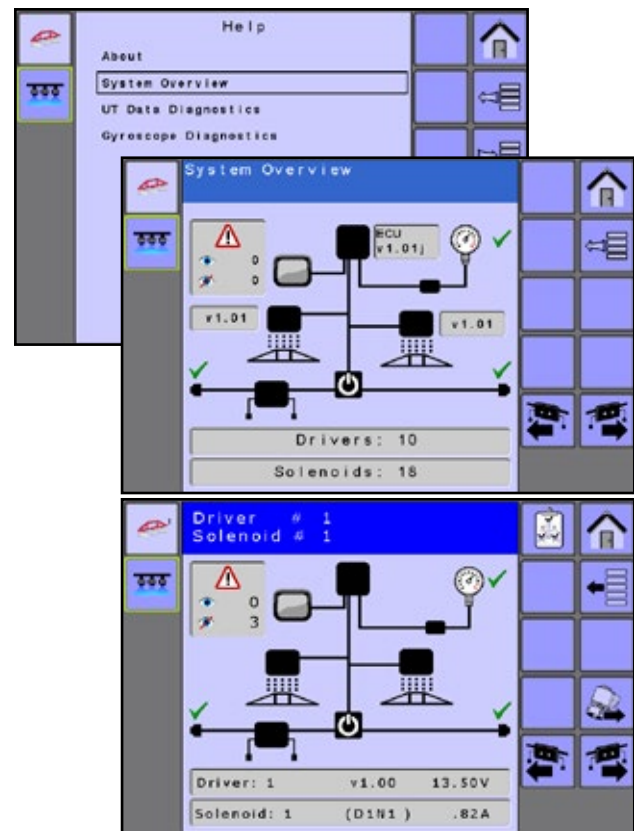 Help
About
System Overview
UT Data Diagnostics
Gyroscope Diagnostics
System Overview
0
0
ECU
v1.01j
v1.01
v1.01
Drivers: 10
Solenoids: 18
Driver # 1
Solenoid # 1
0
3
Driver: 1 v1.00 13.50V
Solenoid: 1 (D1N1 ) .82A